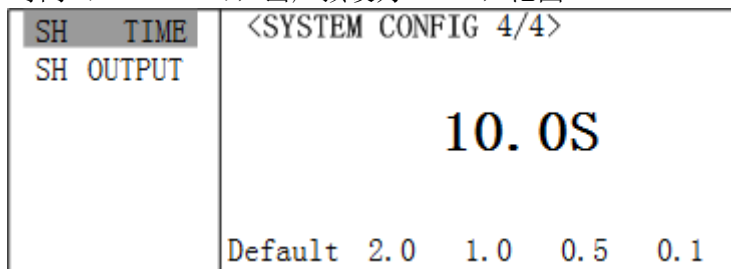 SH TIME
SH OUTPUT
<SYSTEM CONFIG 4/4>
10.0S
Default 2.0 1.0 0.5 0.1